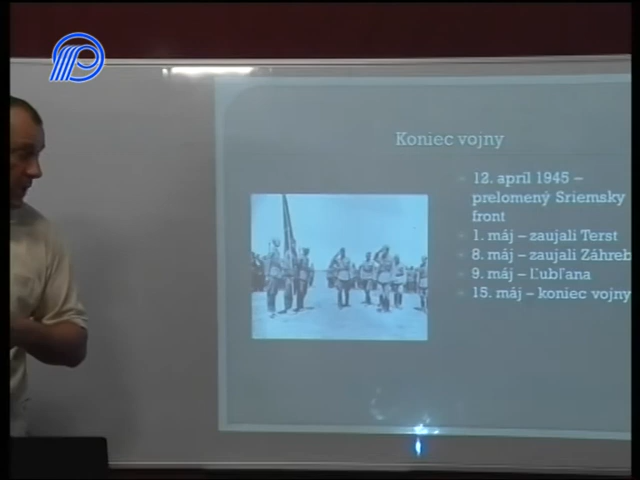 Koniec vojny
12. apríl 1945 –
prelomený Sriemsky
front
1. máj – zaujali Terst
8. máj – zaujali Záhreb
9. máj – Ľubľana
15. máj – koniec vojny